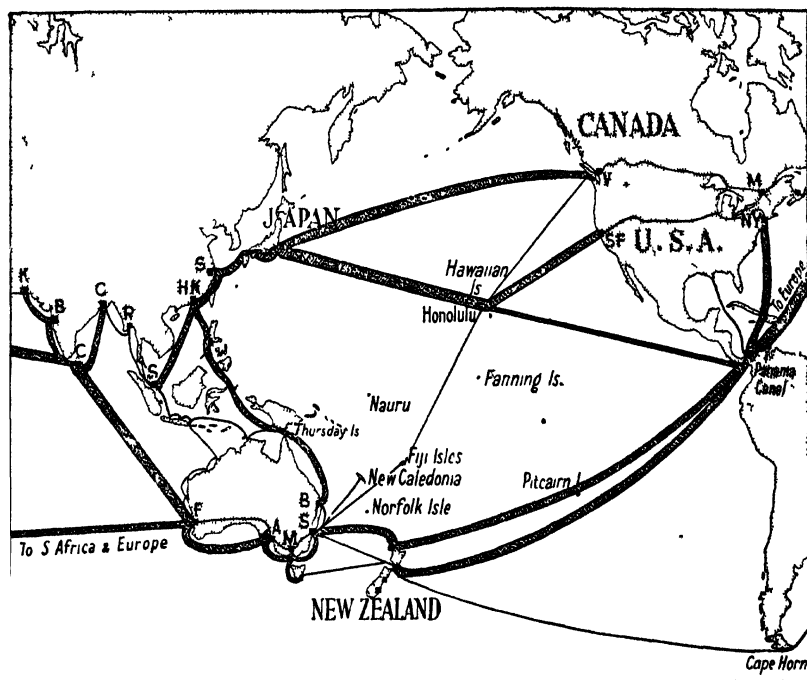 CANADA
V
M
JAPAN
SF
U.S.A.
NY
S
K
HK
Hawaiian
Is
To Europe
B
C
R
Honolulu
C
M
Panama
Canal
S
Fanning Is.
Nauru
Thursday Is
Fiji Isles
New Caledonia
Pitcairn I
B
Norfolk Isle
F
A
S
M
To S Africa & Europe
NEW ZEALAND
Cape Horn